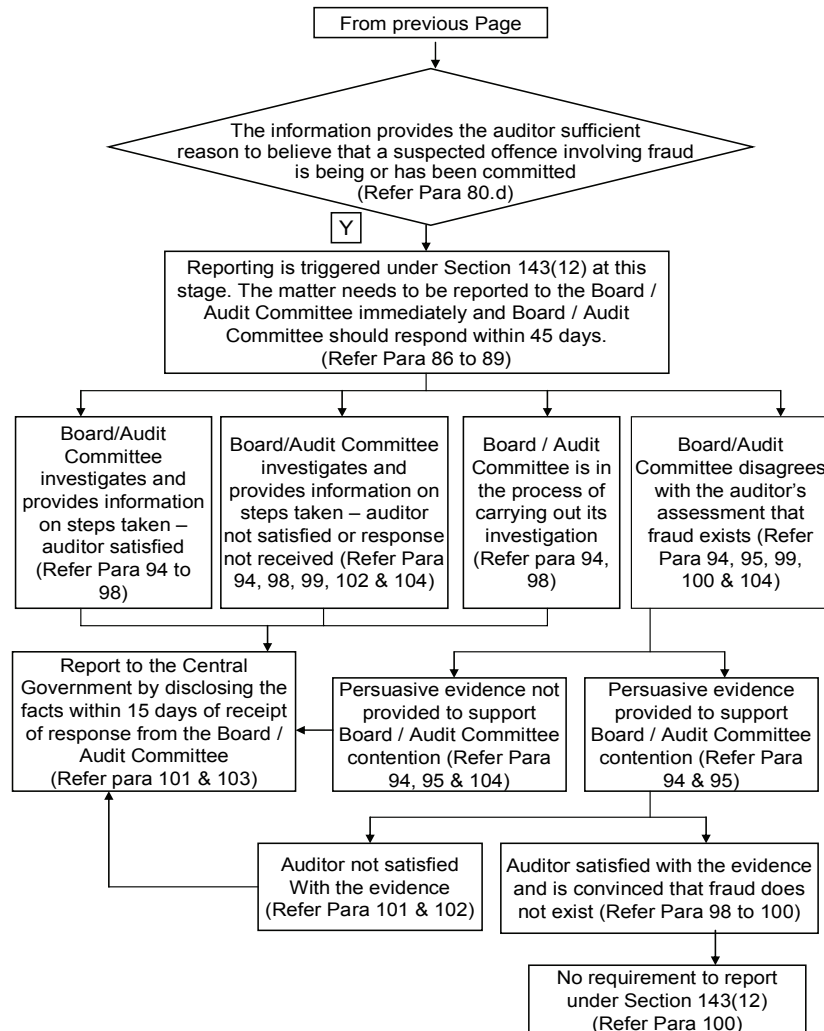 From previous Page
The information provides the auditor sufficient
reason to believe that a suspected offence involving fraud
is being or has been committed
(Refer Para 80.d)
Y
Reporting is triggered under Section 143(12) at this
stage. The matter needs to be reported to the Board /
Audit Committee immediately and Board / Audit
Committee should respond within 45 days.
(Refer Para 86 to 89)
Board/Audit
Committee
investigates and
provides information
on steps taken –
auditor satisfied
(Refer Para 94 to
98)
Board/Audit Committee
investigates and
provides information on
steps taken – auditor
not satisfied or response
not received (Refer Para
94, 98, 99, 102 & 104)
Board / Audit
Committee is in
the process of
carrying out its
investigation
(Refer para 94,
98)
Board/Audit
Committee disagrees
with the auditor’s
assessment that
fraud exists (Refer
Para 94, 95, 99,
100 & 104)
Report to the Central
Government by disclosing the
facts within 15 days of receipt
of response from the Board /
Audit Committee
(Refer para 101 & 103)
Persuasive evidence not
provided to support
Board / Audit Committee
contention (Refer Para
94, 95 & 104)
Persuasive evidence
provided to support
Board / Audit Committee
contention (Refer Para
94 & 95)
Auditor not satisfied
With the evidence
(Refer Para 101 & 102)
Auditor satisfied with the evidence
and is convinced that fraud does
not exist (Refer Para 98 to 100)
No requirement to report
under Section 143(12)
(Refer Para 100)